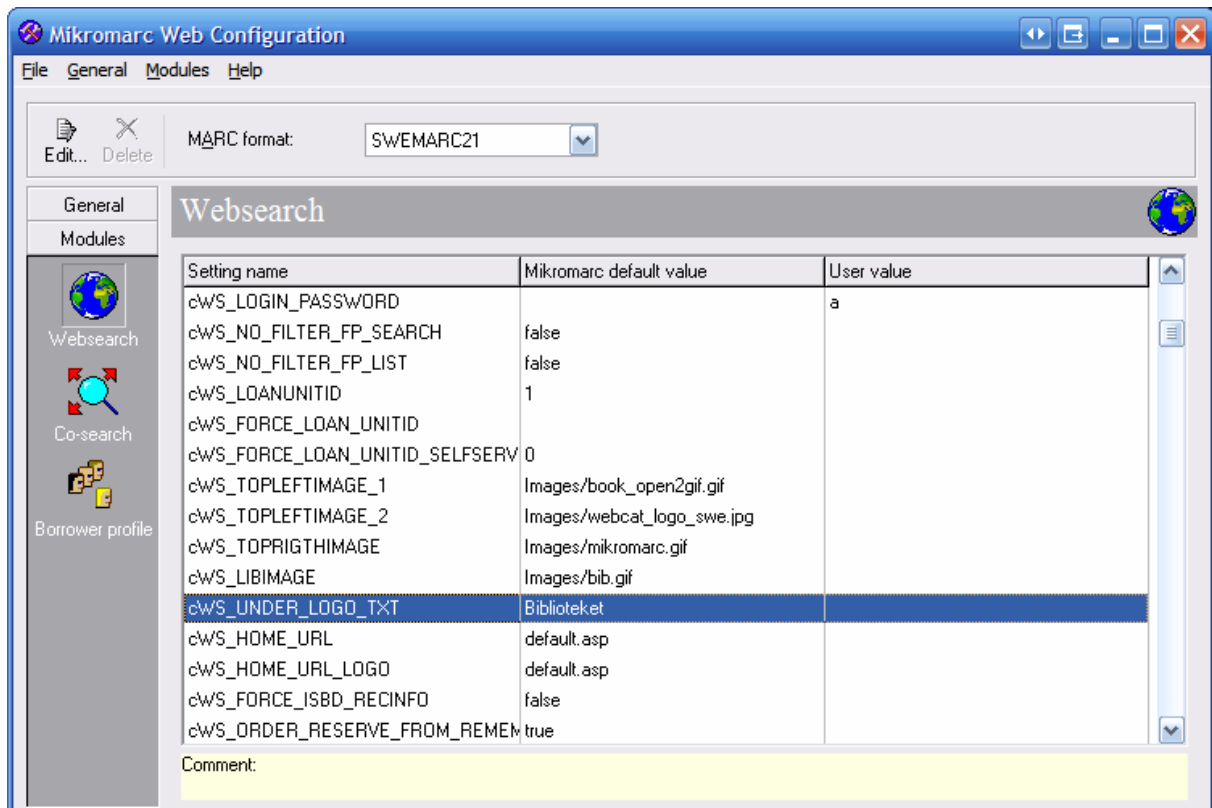 Mikromarc Web Configuration
File General Modules Help
Edit... Delete MARC format: SWEMARC21
General
Modules
Websearch
Co-search
Borrower profile
Websearch
Setting name Mikromarc default value User value
cWS_LOGIN_PASSWORD a
cWS_NO_FILTER_FP_SEARCH false
cWS_NO_FILTER_FP_LIST false
cWS_LOANUNITID 1
cWS_FORCE_LOAN_UNITID
cWS_FORCE_LOAN_UNITID_SELFSERV 0
cWS_TOPLEFTIMAGE_1 Images/book_open2gif.gif
cWS_TOPLEFTIMAGE_2 Images/webcat_logo_swe.jpg
cWS_TOPRIGTHIMAGE Images/mikromarc.gif
cWS_LIBIMAGE Images/bib.gif
cWS_UNDER_LOGO_TXT Biblioteket
cWS_HOME_URL default.asp
cWS_HOME_URL_LOGO default.asp
cWS_FORCE_ISBD_RECINFO false
cWS_ORDER_RESERVE_FROM_REMEM true
Comment: